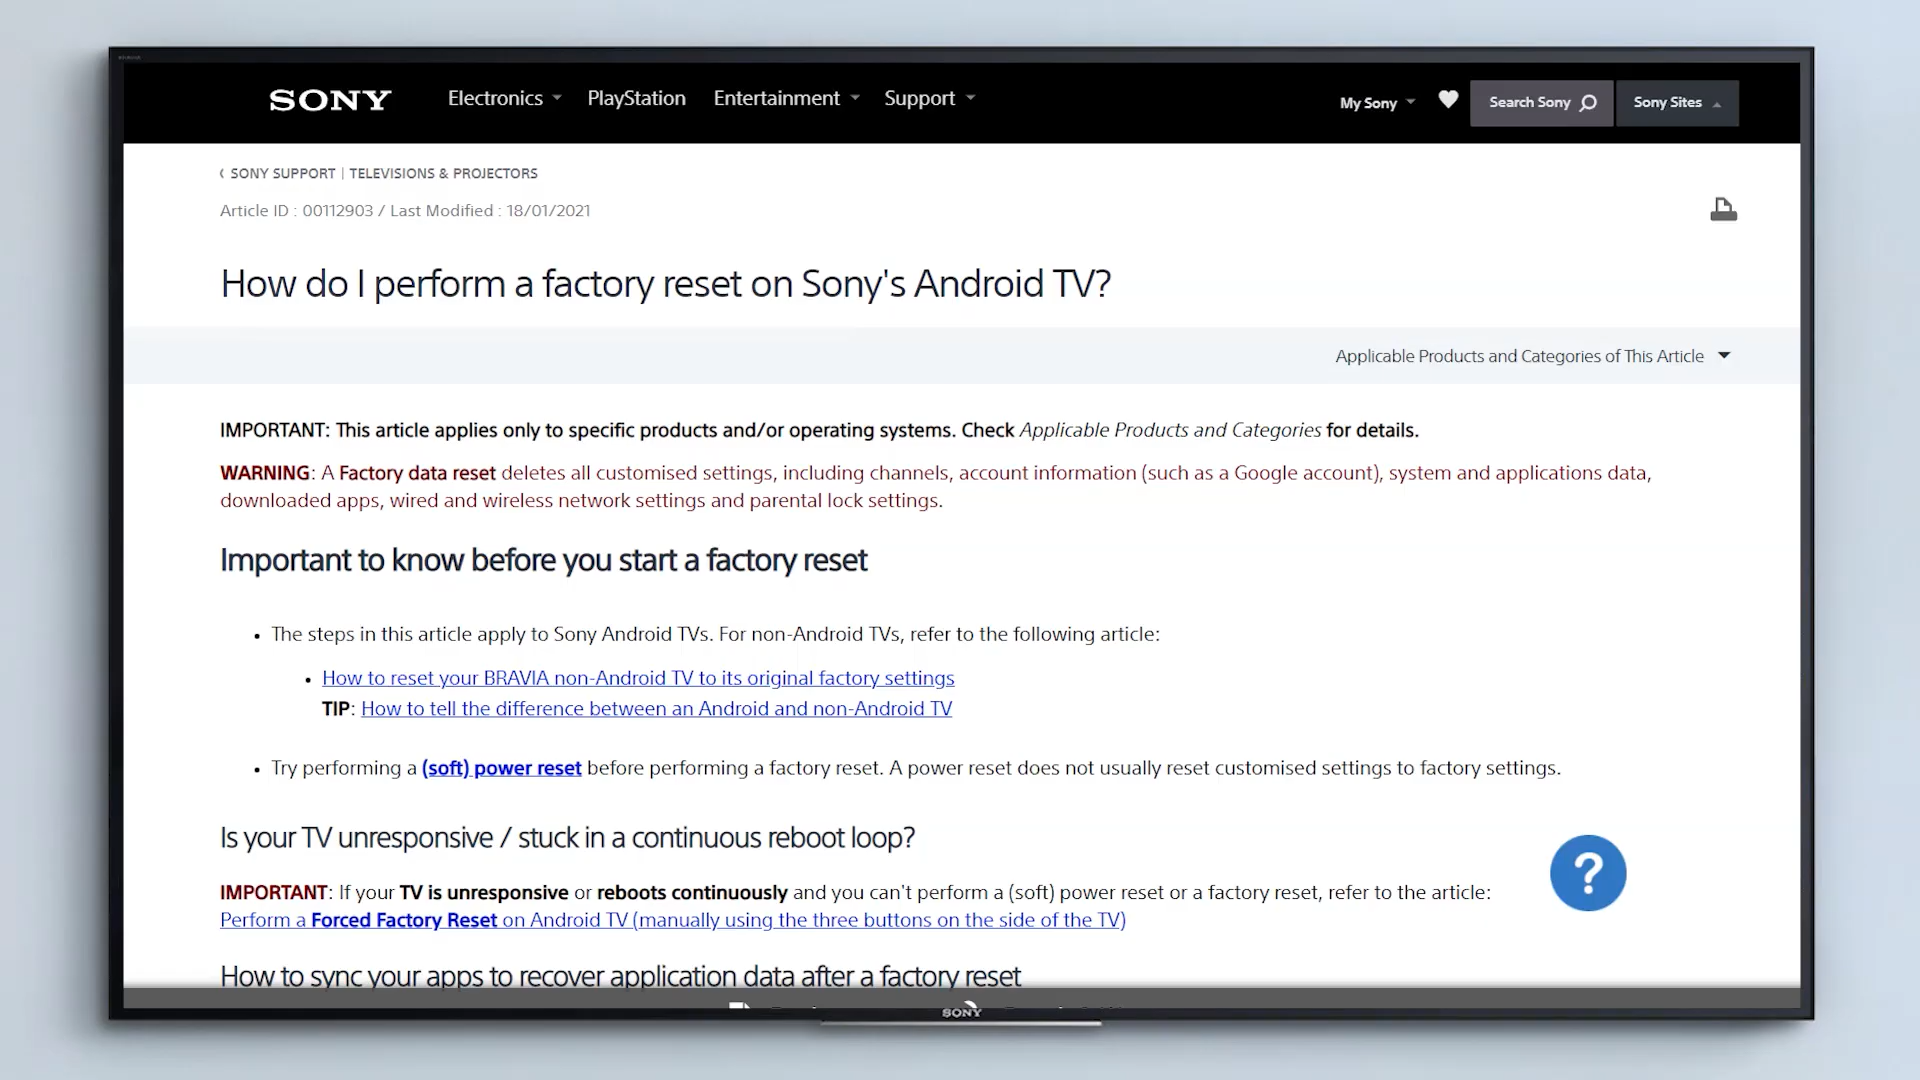 SONY Electronics PlayStation Entertainment Support My Sony Search Sony Sony Sites
SONY SUPPORT | TELEVISIONS & PROJECTORS
Article ID : 00112903 / Last Modified : 18/01/2021
How do I perform a factory reset on Sony's Android TV?
Applicable Products and Categories of This Article
IMPORTANT: This article applies only to specific products and/or operating systems. Check Applicable Products and Categories for details.
WARNING: A Factory data reset deletes all customised settings, including channels, account information (such as a Google account), system and applications data,
downloaded apps, wired and wireless network settings and parental lock settings.
Important to know before you start a factory reset
• The steps in this article apply to Sony Android TVs. For non-Android TVs, refer to the following article:
• How to reset your BRAVIA non-Android TV to its original factory settings
TIP: How to tell the difference between an Android and non-Android TV
• Try performing a (soft) power reset before performing a factory reset. A power reset does not usually reset customised settings to factory settings.
Is your TV unresponsive / stuck in a continuous reboot loop?
IMPORTANT: If your TV is unresponsive or reboots continuously and you can't perform a (soft) power reset or a factory reset, refer to the article:
Perform a Forced Factory Reset on Android TV (manually using the three buttons on the side of the TV)
?
How to sync your apps to recover application data after a factory reset
SONY